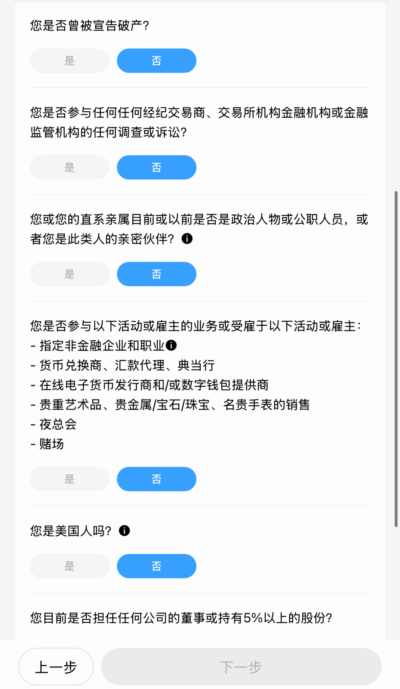 您是否曾被宣告破产?
是 否
您是否参与任何任何经纪交易商、交易所机构金融机构或金融
监管机构的任何调查或诉讼?
是 否
您或您的直系亲属目前或以前是否是政治人物或公职人员，或
者您是此类人的亲密伙伴?
是 否
您是否参与以下活动或雇主的业务或受雇于以下活动或雇主：
- 指定非金融企业和职业
- 货币兑换商、汇款代理、典当行
- 在线电子货币发行商和/或数字钱包提供商
- 贵重艺术品、贵金属/宝石/珠宝、名贵手表的销售
- 夜总会
- 赌场
是 否
您是美国人吗?
是 否
您目前是否担任任何公司的董事或持有5%以上的股份?
上一步 下一步